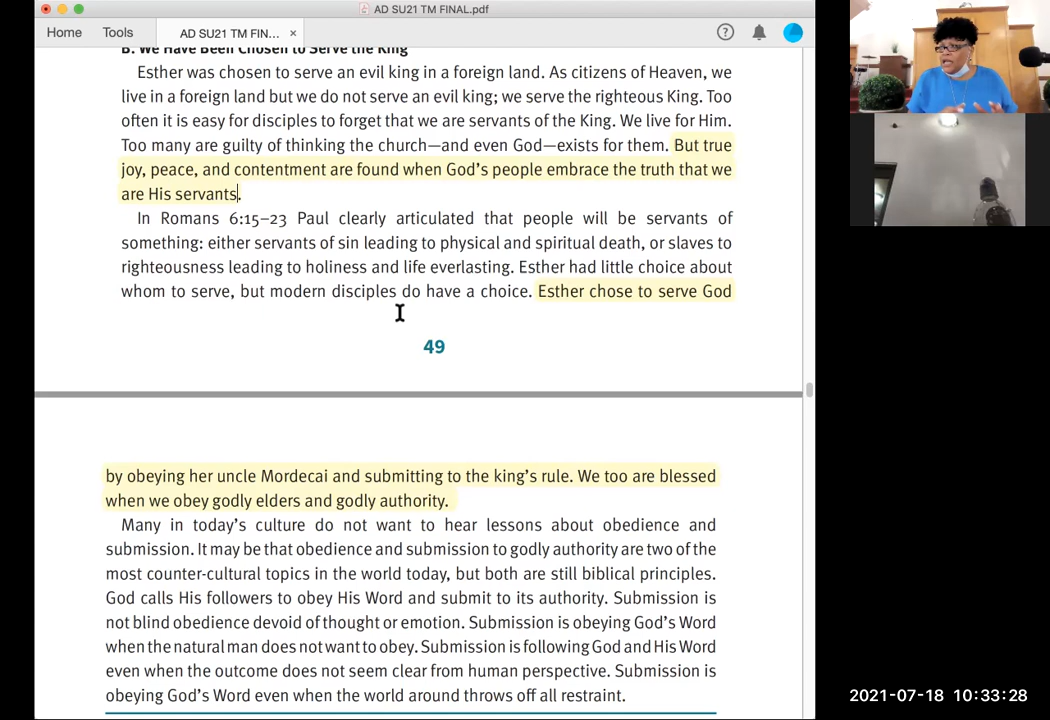 AD SU21 TM FINAL.pdf
Home Tools AD SU21 TM FIN... ×
B. We Have Been Chosen to Serve the King
Esther was chosen to serve an evil king in a foreign land. As citizens of Heaven, we
live in a foreign land but we do not serve an evil king; we serve the righteous King. Too
often it is easy for disciples to forget that we are servants of the King. We live for Him.
Too many are guilty of thinking the church—and even God—exists for them. But true
joy, peace, and contentment are found when God's people embrace the truth that we
are His servants.
In Romans 6:15–23 Paul clearly articulated that people will be servants of
something: either servants of sin leading to physical and spiritual death, or slaves to
righteousness leading to holiness and life everlasting. Esther had little choice about
whom to serve, but modern disciples do have a choice. Esther chose to serve God
49
by obeying her uncle Mordecai and submitting to the king's rule. We too are blessed
when we obey godly elders and godly authority.
Many in today's culture do not want to hear lessons about obedience and
submission. It may be that obedience and submission to godly authority are two of the
most counter-cultural topics in the world today, but both are still biblical principles.
God calls His followers to obey His Word and submit to its authority. Submission is
not blind obedience devoid of thought or emotion. Submission is obeying God's Word
when the natural man does not want to obey. Submission is following God and His Word
even when the outcome does not seem clear from human perspective. Submission is
obeying God's Word even when the world around throws off all restraint.
2021-07-18 10:33:28